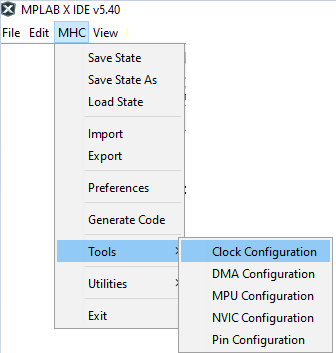 MPLAB X IDE v5.40
File Edit MHC View
Save State
Save State As
Load State
Import
Export
Preferences
Generate Code
Tools
Clock Configuration
DMA Configuration
MPU Configuration
NVIC Configuration
Pin Configuration
Utilities
Exit